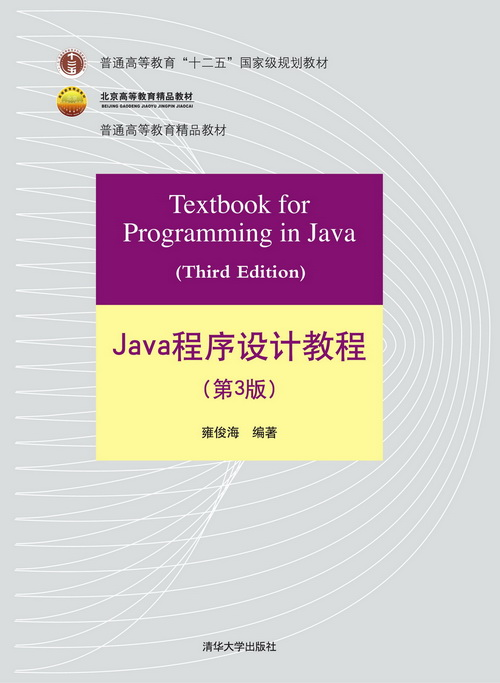 普通高等教育“十二五”国家级规划教材
北京高等教育精品教材
BEIJING GAODENG JIAOYU JINGPIN JIAOCAI
普通高等教育精品教材
Textbook for
Programming in Java
(Third Edition)
Java程序设计教程
（第3版）
雍俊海 编著
清华大学出版社